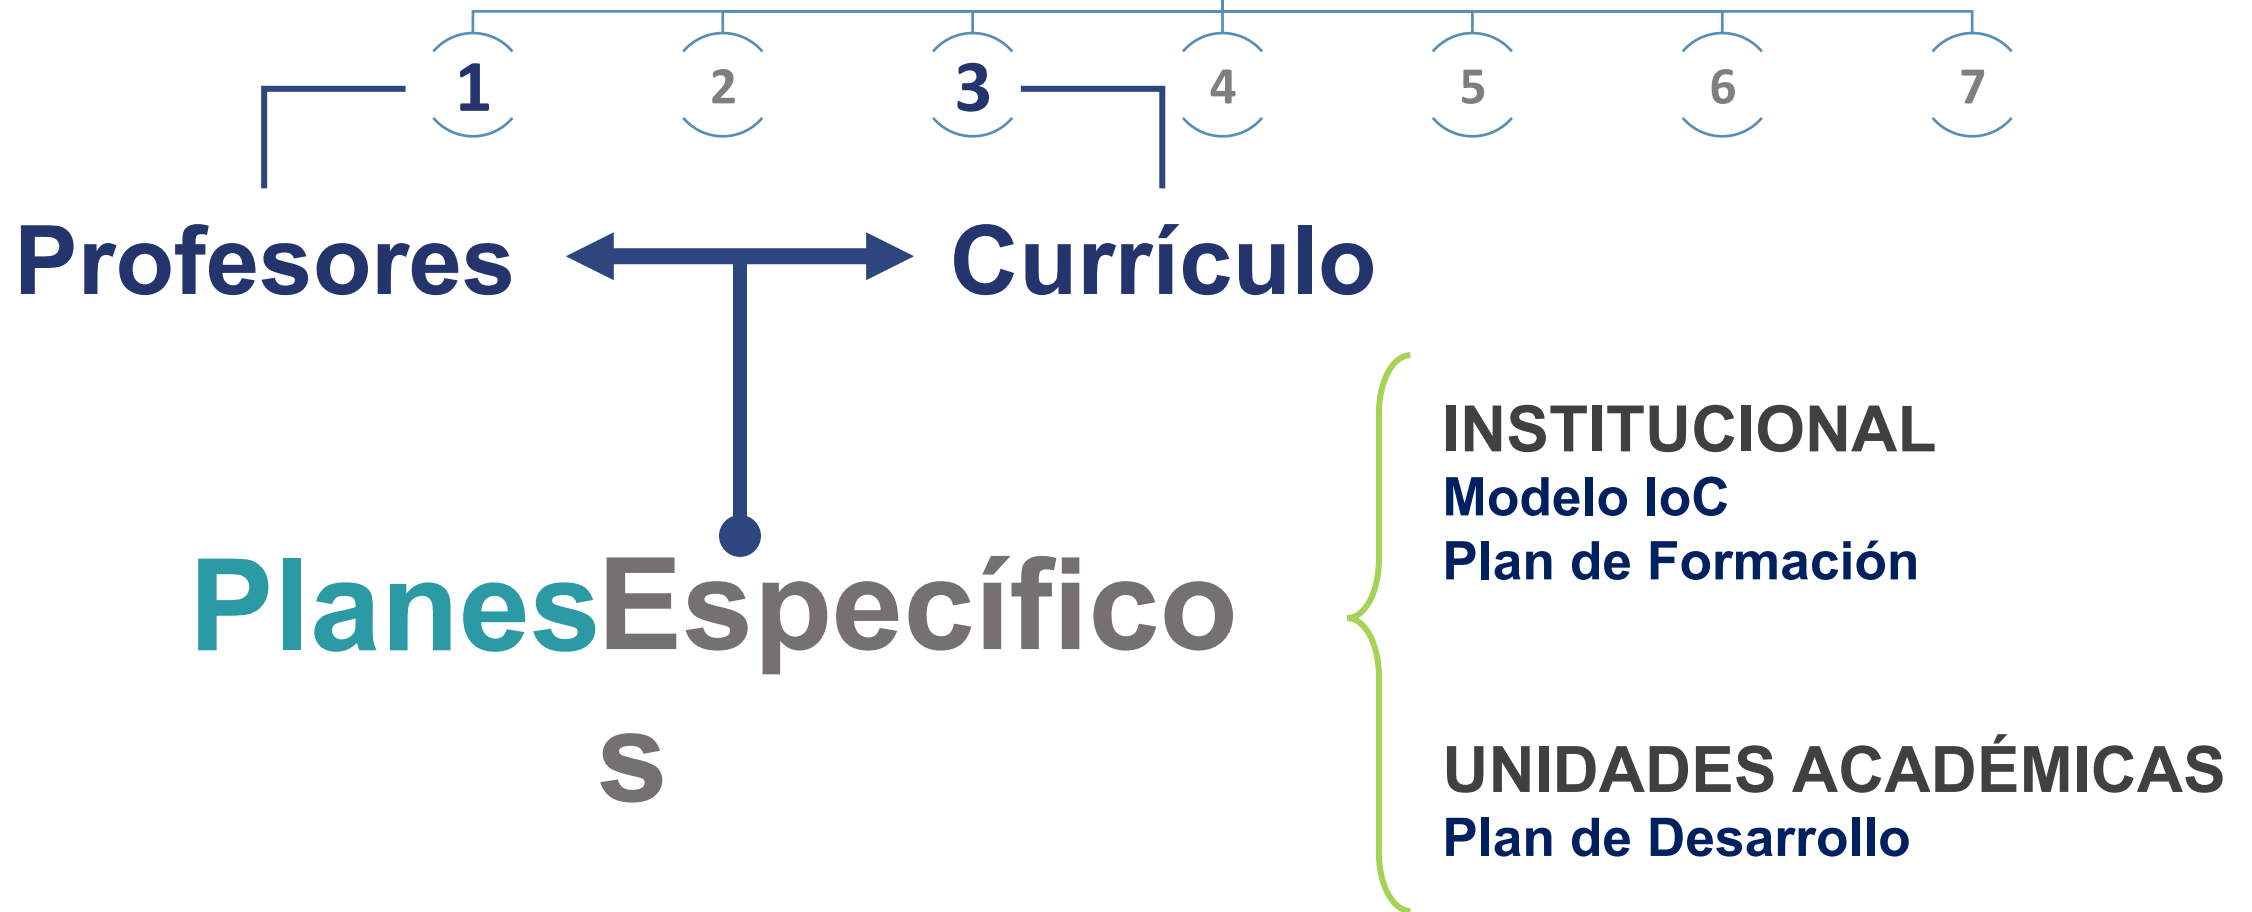 1 2 3 4 5 6 7
Profesores Currículo
PlanesEspecífico
s
INSTITUCIONAL
Modelo IoC
Plan de Formación
UNIDADES ACADÉMICAS
Plan de Desarrollo